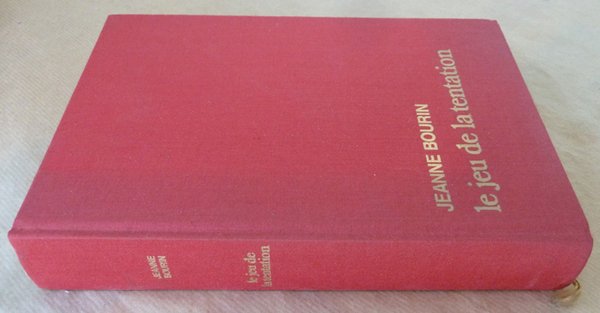 JEANNE BOURIN
le jeu de la tentation
JEANNE
BOURIN
le jeu de
la tentation